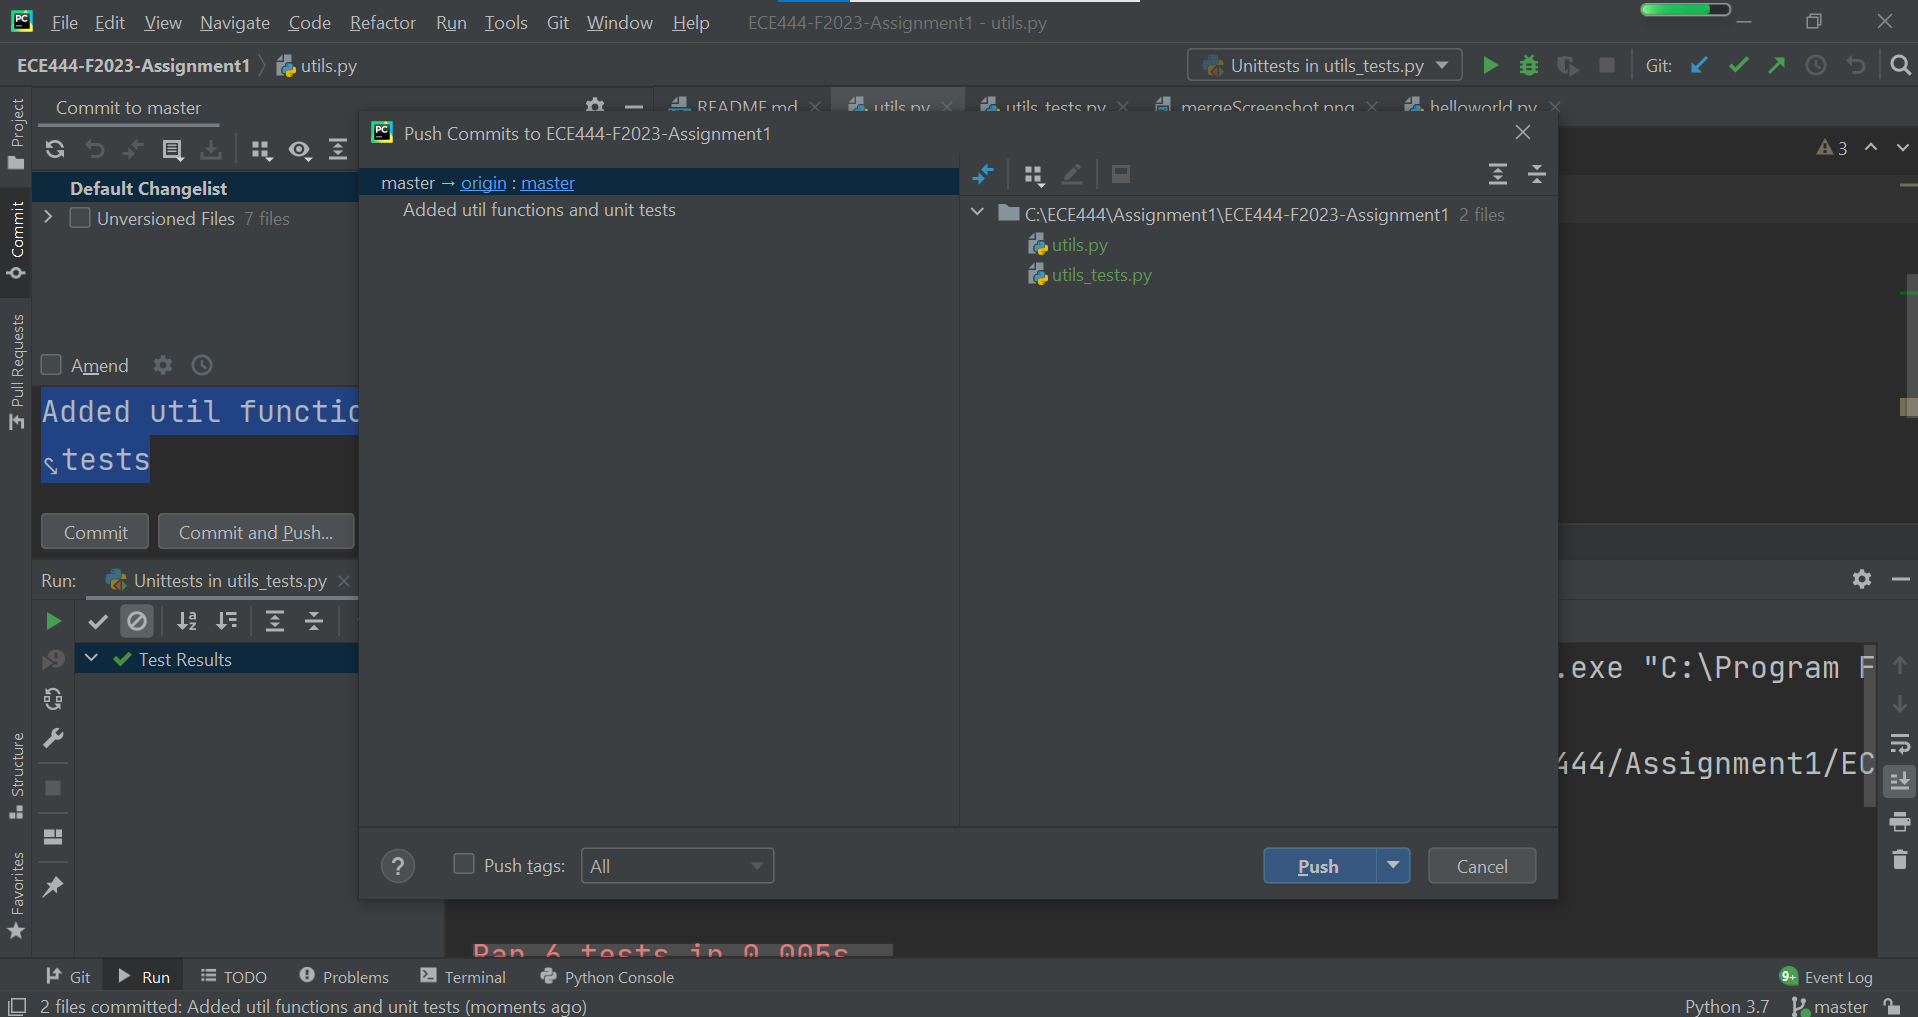 File Edit View Navigate Code Refactor Run Tools Git Window Help ECE444-F2023-Assignment1 - utils.py
ECE444-F2023-Assignment1 utils.py Unittests in utils_tests.py Git:
Commit to master README.md utils.py utils_tests.py mergeScreenshot.png helloworld.py
Push Commits to ECE444-F2023-Assignment1
3
Default Changelist
Unversioned Files 7 files
master → origin : master
Added util functions and unit tests
C:\ECE444\Assignment1\ECE444-F2023-Assignment1 2 files
utils.py
utils_tests.py
Project
Commit
Pull Requests
Structure
Favorites
Amend
Added util functio
tests
Commit Commit and Push...
Run: Unittests in utils_tests.py
Test Results
.exe "C:\Program F
444/Assignment1/EC
? Push tags: All Push Cancel
Ran 6 tests in 0.005s
Git Run TODO Problems Terminal Python Console 9+ Event Log
2 files committed: Added util functions and unit tests (moments ago) Python 3.7 master